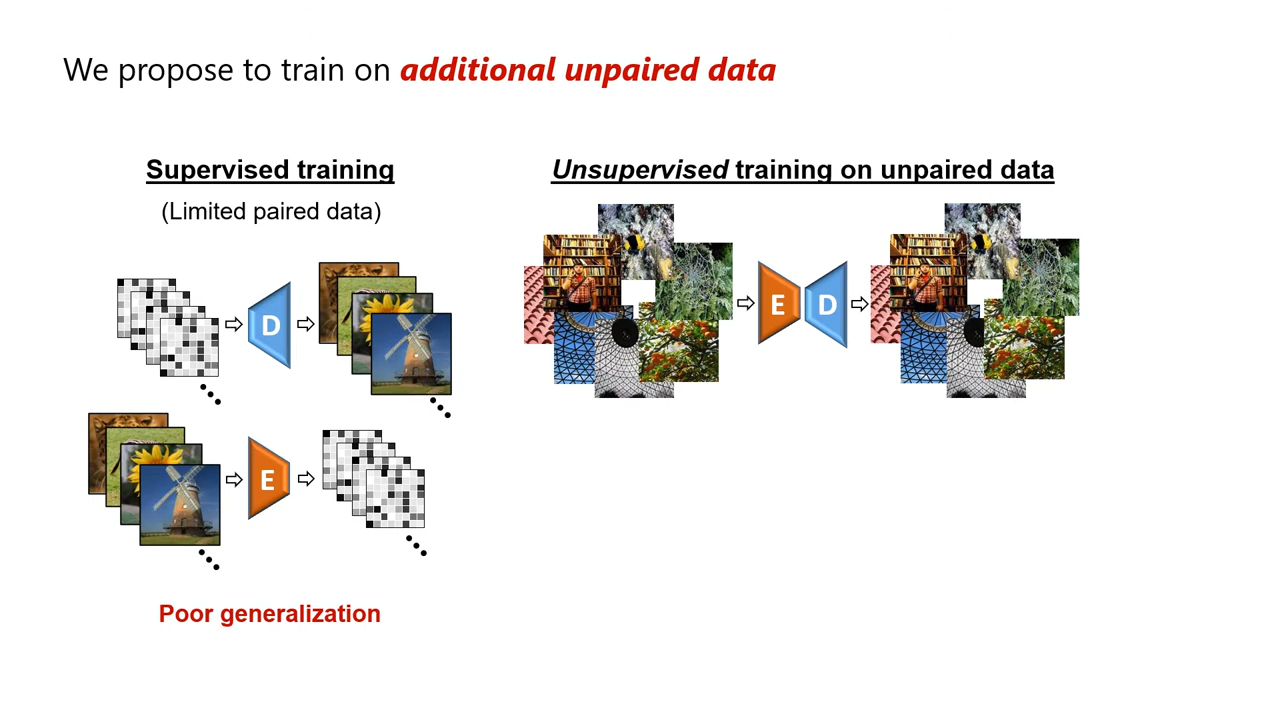 We propose to train on additional unpaired data
Supervised training
(Limited paired data)
D
E
Poor generalization
Unsupervised training on unpaired data
E D